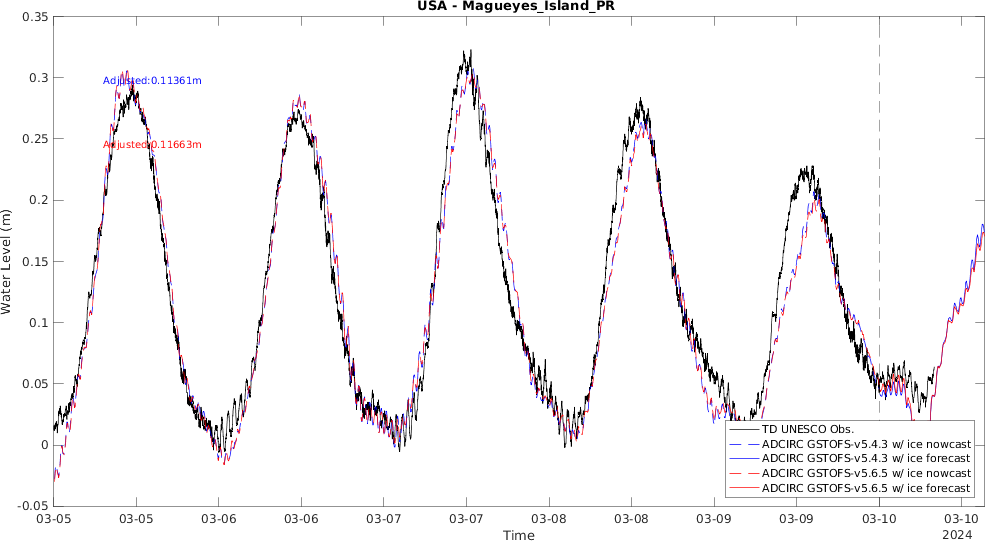 USA - Magueyes_Island_PR
0.35
0.3
0.25
0.2
0.15
0.1
0.05
0
-0.05
Water Level (m)
Adjusted:0.11361m
Adjusted:0.11663m
TD UNESCO Obs.
ADCIRC GSTOFS-v5.4.3 w/ ice nowcast
ADCIRC GSTOFS-v5.4.3 w/ ice forecast
ADCIRC GSTOFS-v5.6.5 w/ ice nowcast
ADCIRC GSTOFS-v5.6.5 w/ ice forecast
03-05 03-05 03-06 03-06 03-07 03-07 03-08 03-08 03-09 03-09 03-10 03-10
Time
2024